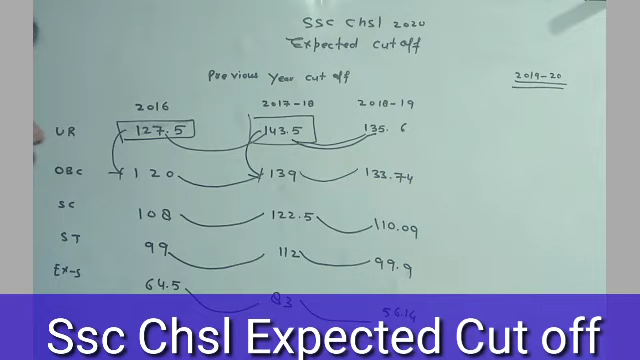 Ssc Chsl 2020
Expected Cut off
Previous Year Cut off
2019-20
2016 2017-18 2018-19
UR 127.5 143.5 135.6
OBC 120 139 133.74
SC 108 122.5 110.09
ST 99 112 99.9
Ex-S 64.5 83 56.14
Ssc Chsl Expected Cut off